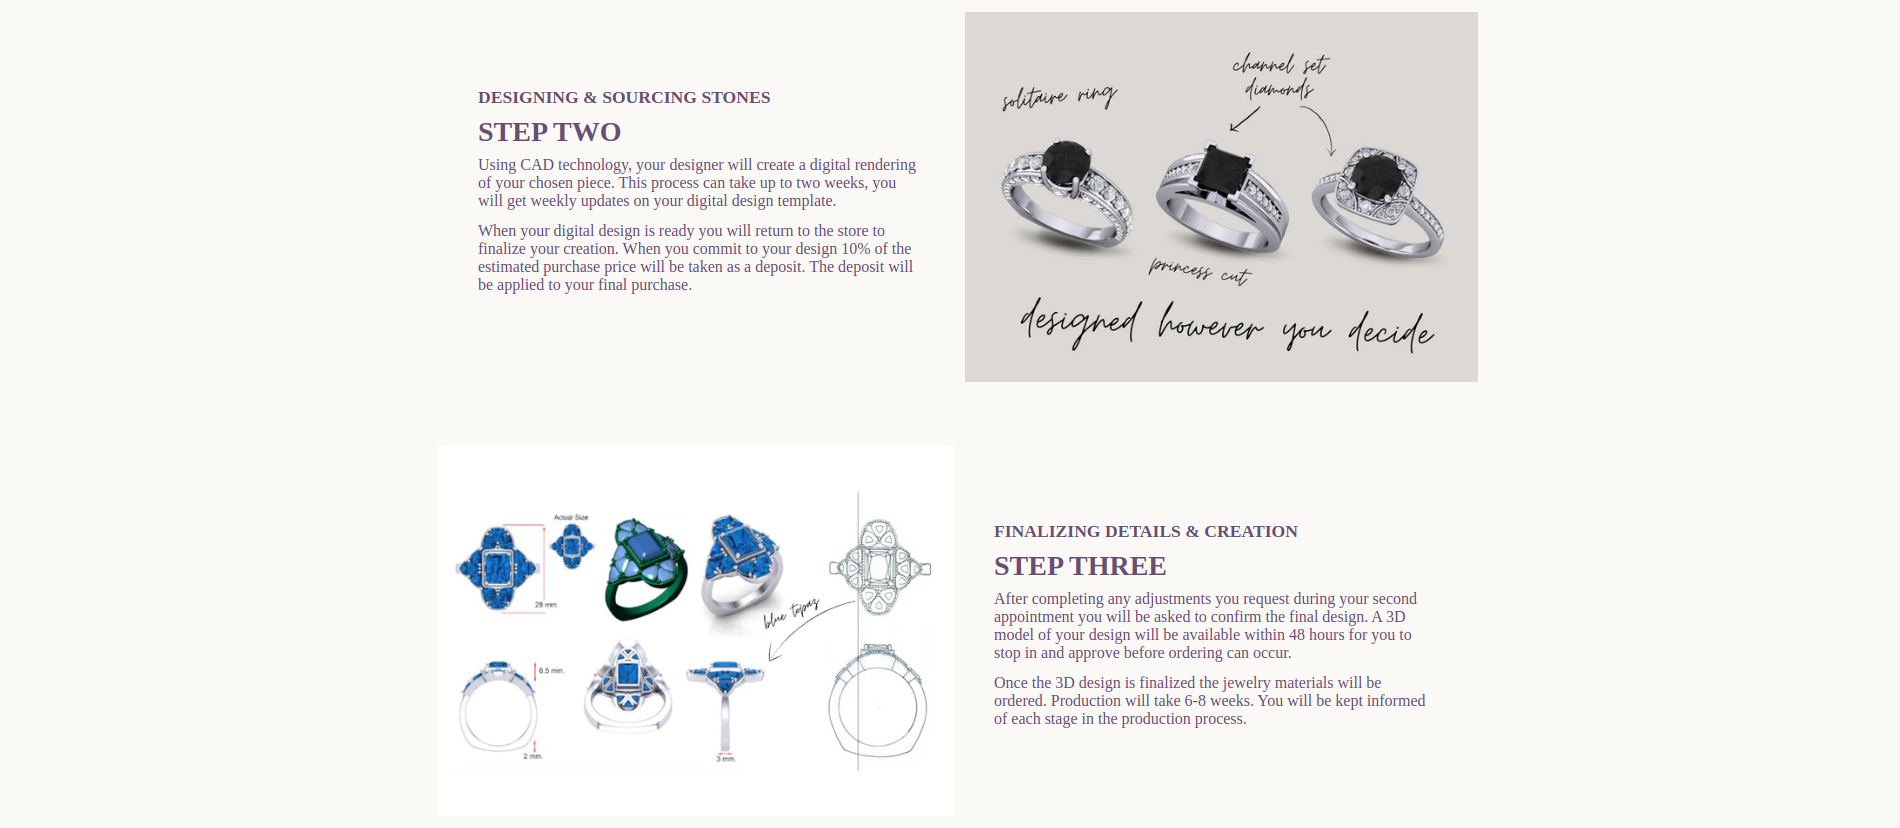 DESIGNING & SOURCING STONES
STEP TWO
Using CAD technology, your designer will create a digital rendering
of your chosen piece. This process can take up to two weeks, you
will get weekly updates on your digital design template.
When your digital design is ready you will return to the store to
finalize your creation. When you commit to your design 10% of the
estimated purchase price will be taken as a deposit. The deposit will
be applied to your final purchase.
solitaire ring
channel set
diamonds
princess cut
designed however you decide
Actual Size
28 mm.
blue topaz
6.5 mm.
2 mm.
3 mm.
FINALIZING DETAILS & CREATION
STEP THREE
After completing any adjustments you request during your second
appointment you will be asked to confirm the final design. A 3D
model of your design will be available within 48 hours for you to
stop in and approve before ordering can occur.
Once the 3D design is finalized the jewelry materials will be
ordered. Production will take 6-8 weeks. You will be kept informed
of each stage in the production process.